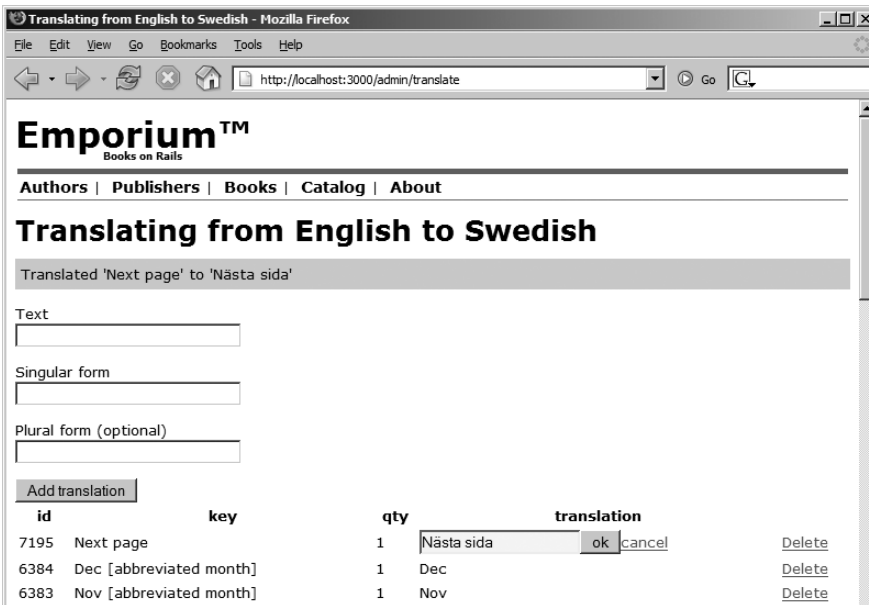 Translating from English to Swedish - Mozilla Firefox
File Edit View Go Bookmarks Tools Help
http://localhost:3000/admin/translate Go G
Emporium™
Books on Rails
Authors | Publishers | Books | Catalog | About
Translating from English to Swedish
Translated 'Next page' to 'Nästa sida'
Text
Singular form
Plural form (optional)
Add translation
id key qty translation
7195 Next page 1 Nästa sida ok cancel Delete
6384 Dec [abbreviated month] 1 Dec Delete
6383 Nov [abbreviated month] 1 Nov Delete